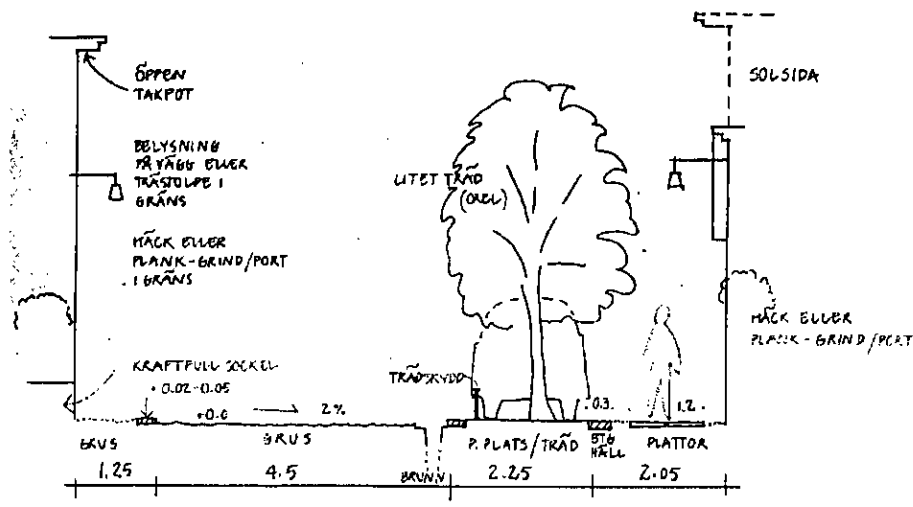 ÖPPEN
TAKFOT
SOLSIDA
BELYSNING
PÅ VÄGG ELLER
TRÄSTOLPE I
GRÄNS
LITET TRÄD
(OXEL)
HÄCK ELLER
PLANK-GRIND/PORT
I GRÄNS
HÄCK ELLER
PLANK-GRIND/PORT
KRAFTFULL SOCKEL
+0.02-0.05
TRÄDSKYDD
+0.0
2%
0.3
1.2
GRUS
GRUS
BRUNN
P. PLATS/TRÄD
STG
HÄLL
PLATTOR
1.25
4.5
2.25
2.05